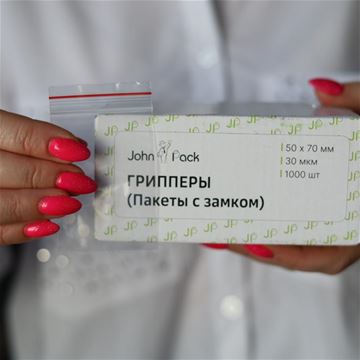 John Pack
50 x 70 мм
30 мкм
1000 шт
ГРИППЕРЫ
(Пакеты с замком)